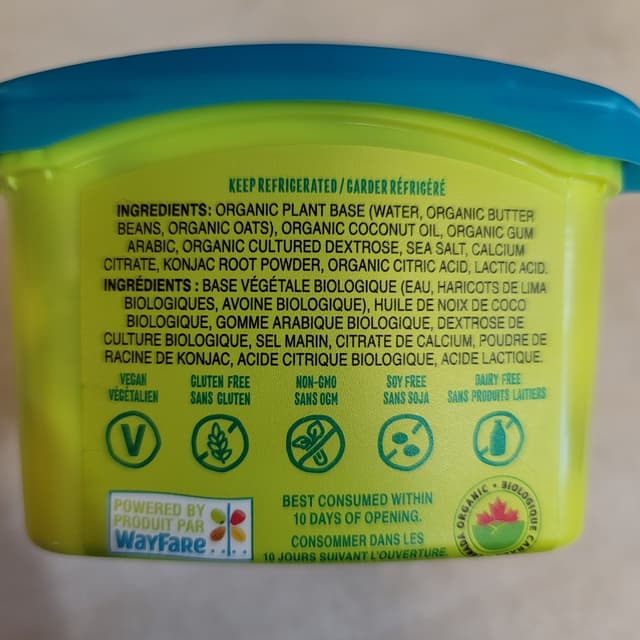 KEEP REFRIGERATED / GARDER RÉFRIGÉRÉ
INGREDIENTS: ORGANIC PLANT BASE (WATER, ORGANIC BUTTER
BEANS, ORGANIC OATS), ORGANIC COCONUT OIL, ORGANIC GUM
ARABIC, ORGANIC CULTURED DEXTROSE, SEA SALT, CALCIUM
CITRATE, KONJAC ROOT POWDER, ORGANIC CITRIC ACID, LACTIC ACID.
INGRÉDIENTS : BASE VÉGÉTALE BIOLOGIQUE (EAU, HARICOTS DE LIMA
BIOLOGIQUES, AVOINE BIOLOGIQUE), HUILE DE NOIX DE COCO
BIOLOGIQUE, GOMME ARABIQUE BIOLOGIQUE, DEXTROSE DE
CULTURE BIOLOGIQUE, SEL MARIN, CITRATE DE CALCIUM, POUDRE DE
RACINE DE KONJAC, ACIDE CITRIQUE BIOLOGIQUE, ACIDE LACTIQUE.
VEGAN
VÉGÉTALIEN
V
GLUTEN FREE
SANS GLUTEN
NON-GMO
SANS OGM
SOY FREE
SANS SOJA
DAIRY FREE
SANS PRODUITS LAITIERS
POWERED BY
PRODUIT PAR
WayFare
BEST CONSUMED WITHIN
10 DAYS OF OPENING.
CONSOMMER DANS LES
10 JOURS SUIVANT L'OUVERTURE.
ORGANIC • BIOLOGIQUE